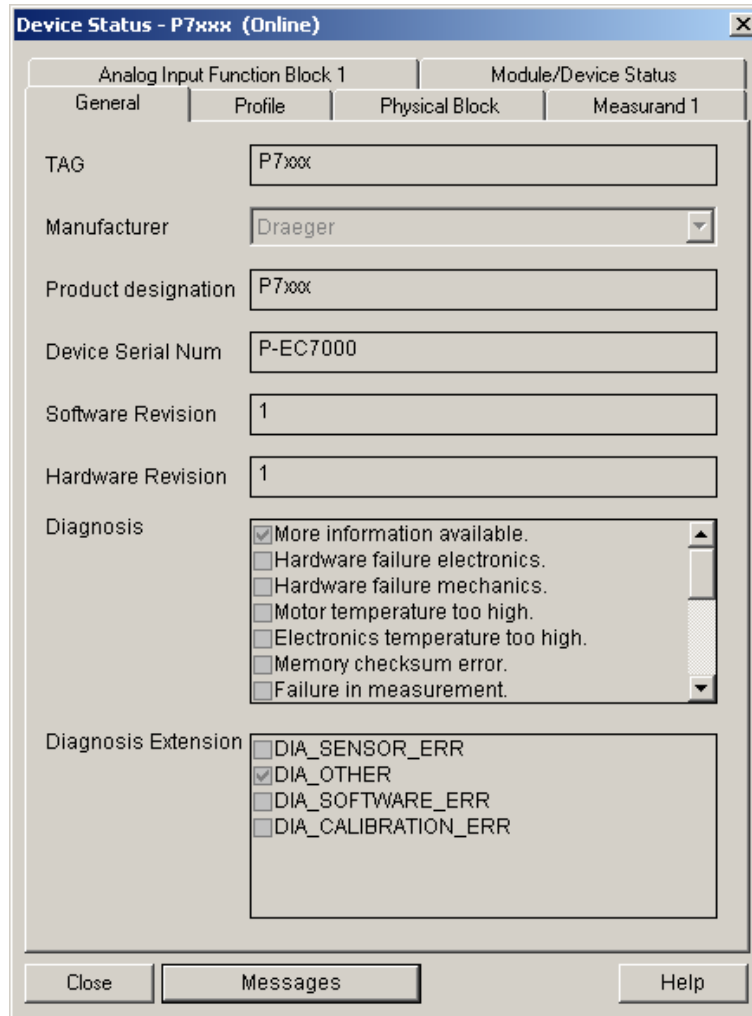 Device Status - P7xxx (Online)
Analog Input Function Block 1
Module/Device Status
General
Profile
Physical Block
Measurand 1
TAG
P7xxx
Manufacturer
Draeger
Product designation
P7xxx
Device Serial Num
P-EC7000
Software Revision
1
Hardware Revision
1
Diagnosis
More information available.
Hardware failure electronics.
Hardware failure mechanics.
Motor temperature too high.
Electronics temperature too high.
Memory checksum error.
Failure in measurement.
Diagnosis Extension
DIA_SENSOR_ERR
DIA_OTHER
DIA_SOFTWARE_ERR
DIA_CALIBRATION_ERR
Close
Messages
Help